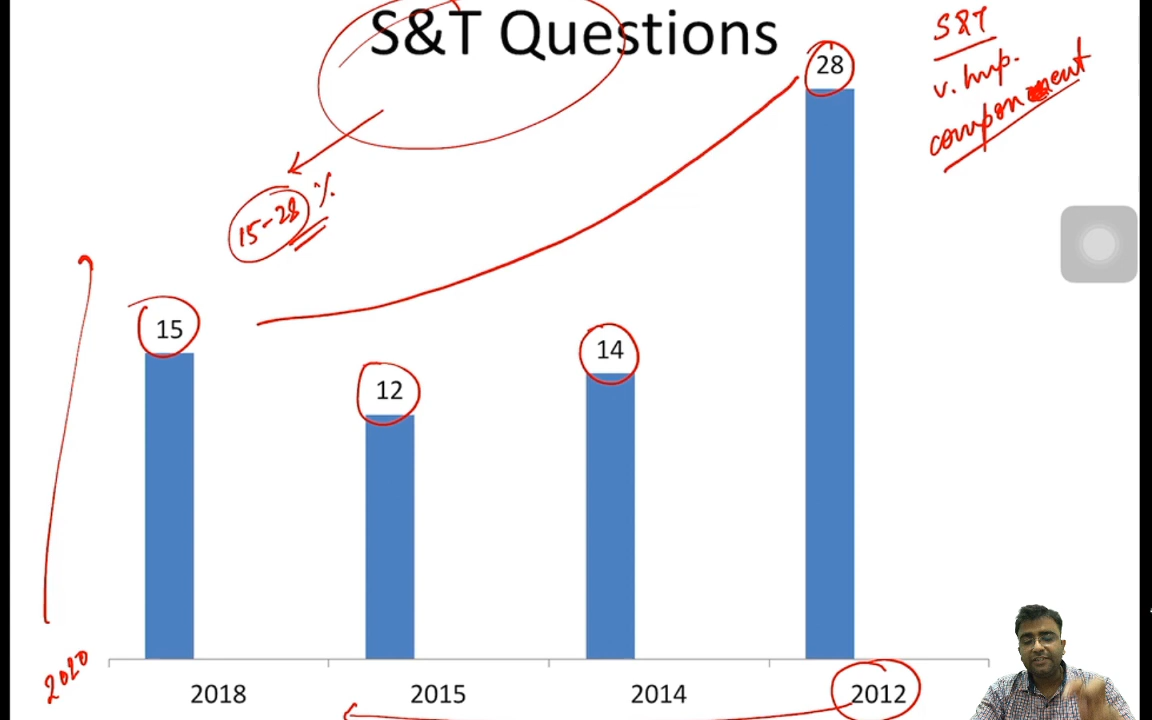 S&T Questions
S&T
v. Imp.
component
28
15-28 %
15
12
14
2020
2018
2015
2014
2012